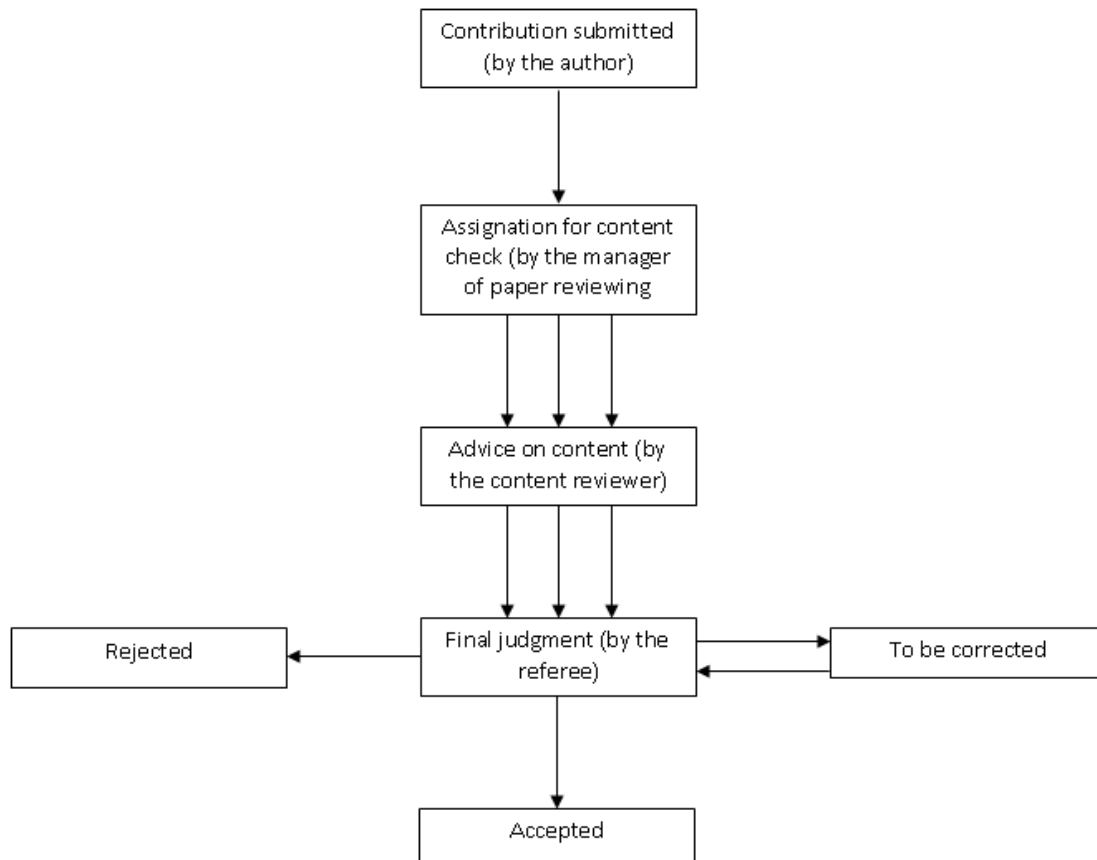 Contribution submitted
(by the author)
Assignation for content
check (by the manager
of paper reviewing
Advice on content (by
the content reviewer)
Rejected
Final judgment (by the
referee)
To be corrected
Accepted